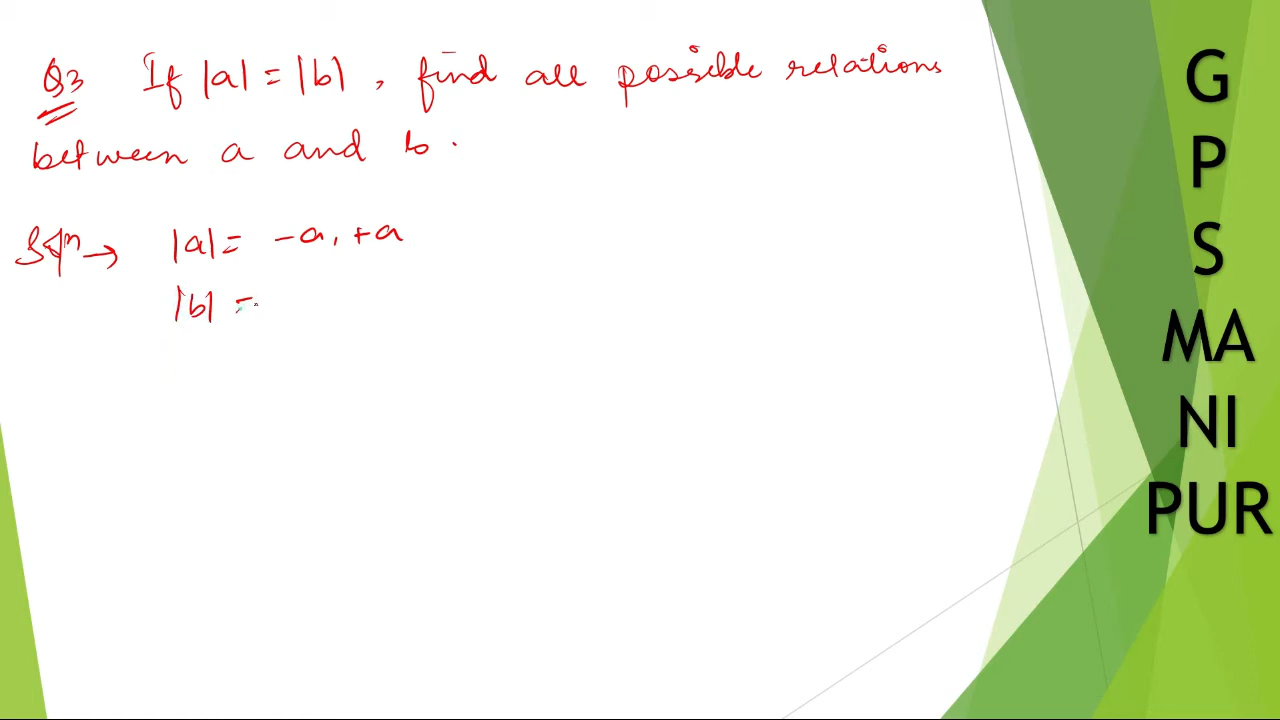 Q3 If |a| = |b| , find all possible relations
between a and b.
Solⁿ → |a| = -a, +a
|b| =
G
P
S
MA
NI
PUR